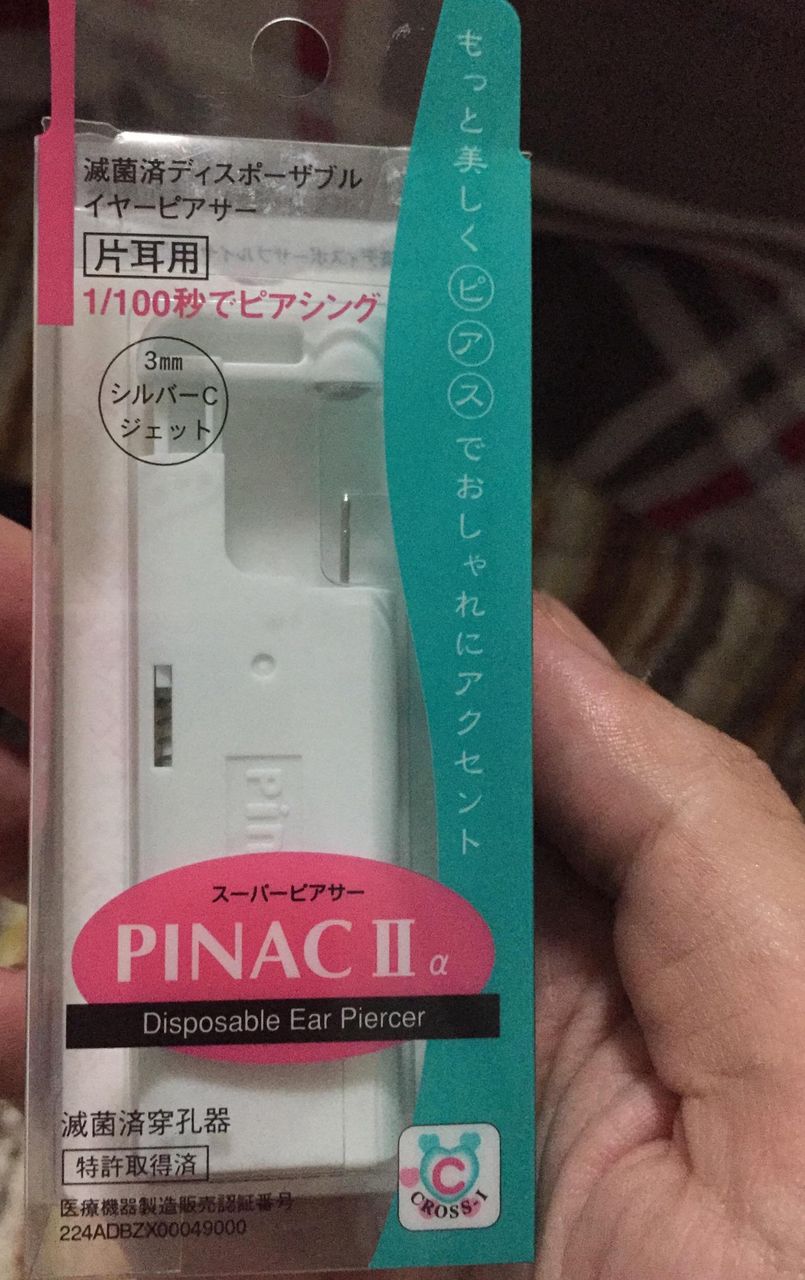 滅菌済ディスポーザブル
イヤーピアサー
片耳用
1/100秒でピアシング
3mm
シルバーC
ジェット
もっと美しくピアスでおしゃれにアクセント
Pin
スーパーピアサー
PINAC II α
Disposable Ear Piercer
滅菌済穿孔器
特許取得済
医療機器製造販売認証番号
224ADBZX00049000
C
CROSS-I